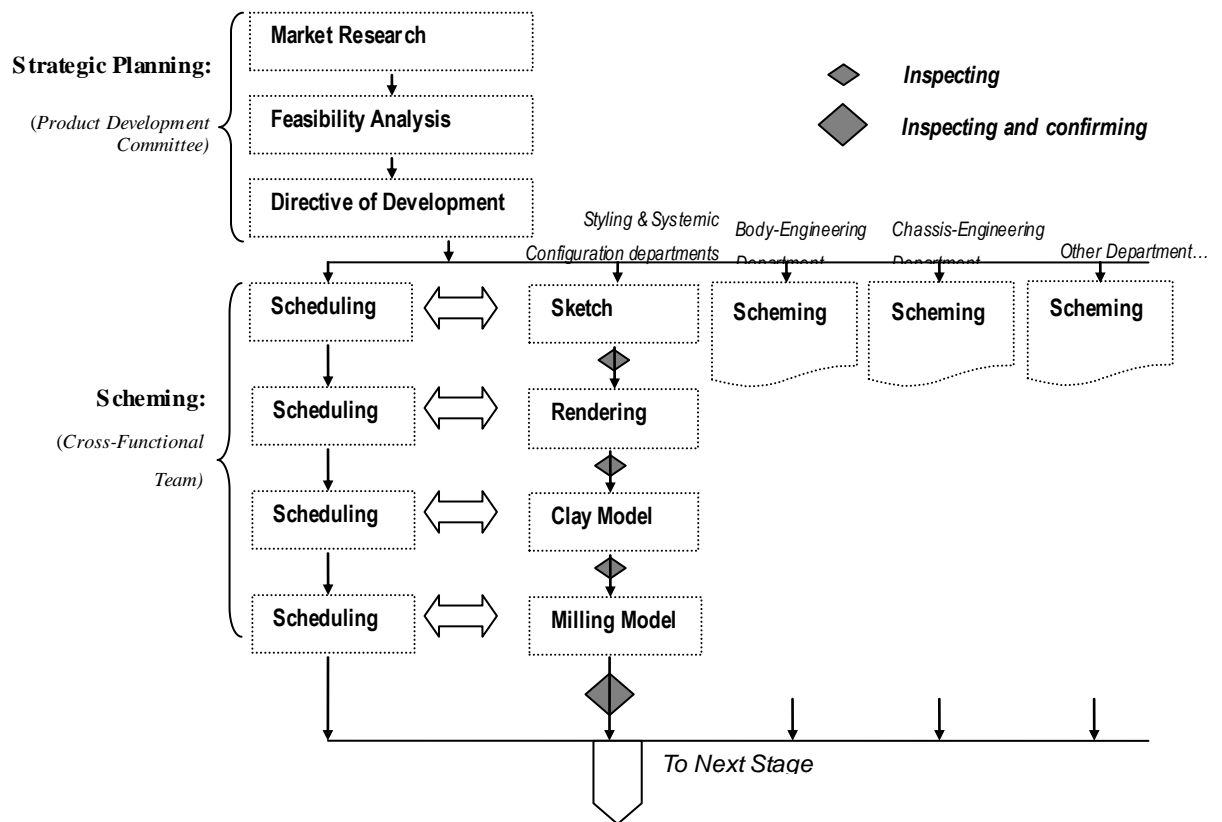 Market Research
Strategic Planning:
(Product Development
Committee)
Feasibility Analysis
Directive of Development
Inspecting
Inspecting and confirming
Styling & Systemic
Configuration departments
Body-Engineering
Department
Chassis-Engineering
Department
Other Department...
Scheduling
Sketch
Scheming
Scheming
Scheming
Scheming:
(Cross-Functional
Team)
Scheduling
Rendering
Scheduling
Clay Model
Scheduling
Milling Model
To Next Stage